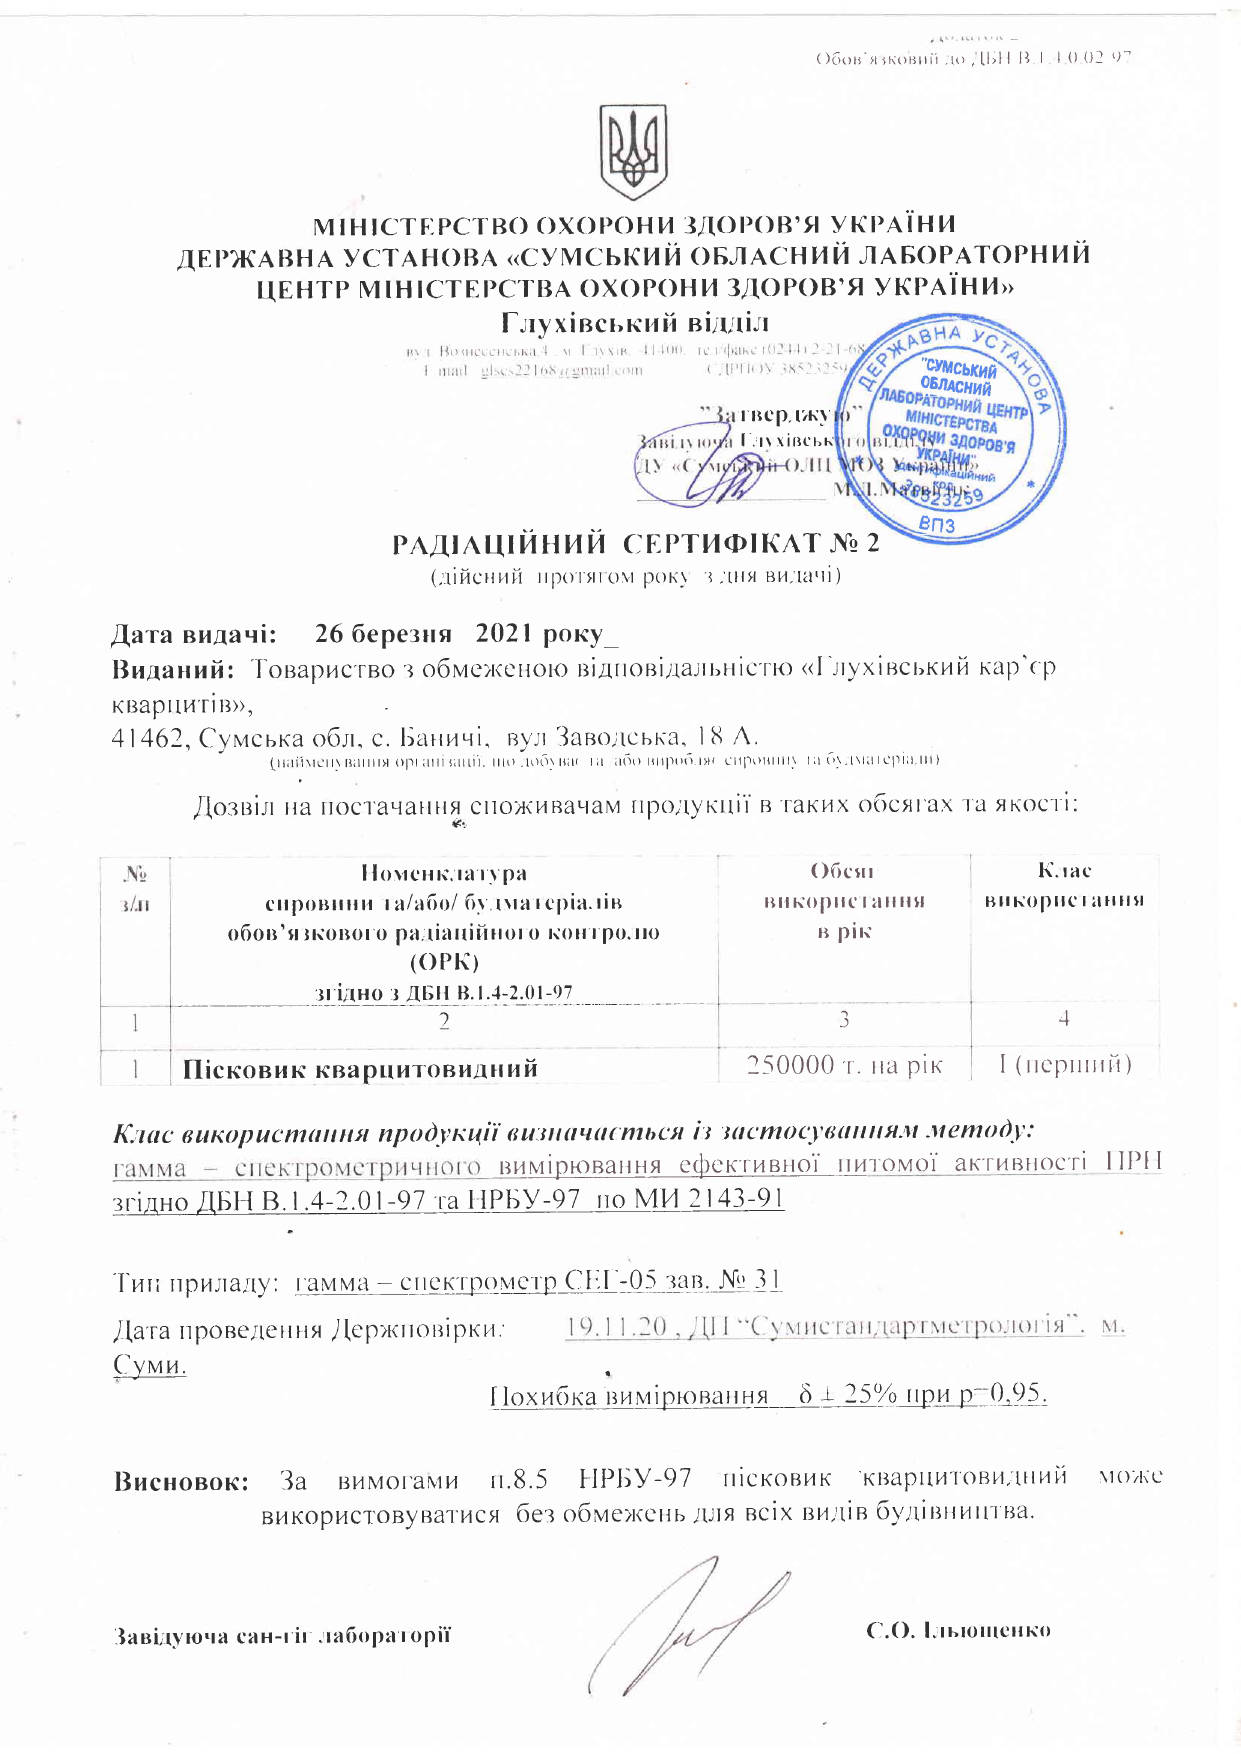 Обов'язковий до ДБН В.1.4.0.02-97
МІНІСТЕРСТВО ОХОРОНИ ЗДОРОВ’Я УКРАЇНИ
ДЕРЖАВНА УСТАНОВА «СУМСЬКИЙ ОБЛАСНИЙ ЛАБОРАТОРНИЙ
ЦЕНТР МІНІСТЕРСТВА ОХОРОНИ ЗДОРОВ’Я УКРАЇНИ»
Глухівський відділ
вул. Вознесенська,4 , м. Глухів, 41400, тел/факс (02444) 2-21-68
E-mail glses22168@gmail.com ЄДРПОУ 38523259
ДЕРЖАВНА УСТАНОВА
"СУМСЬКИЙ
ОБЛАСНИЙ
ЛАБОРАТОРНИЙ ЦЕНТР
МІНІСТЕРСТВА
ОХОРОНИ ЗДОРОВ'Я
УКРАЇНИ"
Ідентифікаційний
код
38523259
* ВПЗ *
"Затверджую"
Завідуюча Глухівського відділу
ДУ «Сумський ОЛЦ МОЗ України»
РАДІАЦІЙНИЙ СЕРТИФІКАТ № 2
(дійсний протягом року з дня видачі)
Дата видачі: 26 березня 2021 року_
Виданий: Товариство з обмеженою відповідальністю «Глухівський кар`єр
кварцитів»,
41462, Сумська обл, с. Баничі, вул Заводська, 18 А.
(найменування організації, що добуває та або виробляє сировину та будматеріали)
Дозвіл на постачання споживачам продукції в таких обсягах та якості:
№ Номенклатура Обсяг Клас
з/п сировини та/або/ будматеріалів використання використання
обов’язкового радіаційного контролю в рік
(ОРК)
згідно з ДБН В.1.4-2.01-97
1 2 3 4
1 Пісковик кварцитовидний 250000 т. на рік І (перший)
Клас використання продукції визначається із застосуванням методу:
гамма – спектрометричного вимірювання ефективної питомої активності ПРН
згідно ДБН В.1.4-2.01-97 та НРБУ-97 по МИ 2143-91
Тип приладу: гамма – спектрометр СЕГ-05 зав. № 31
Дата проведення Держповірки: 19.11.20 , ДП “Сумистандартметрологія”. м.
Суми.
Похибка вимірювання δ ± 25% при р=0,95.
Висновок: За вимогами п.8.5 НРБУ-97 пісковик кварцитовидний може
використовуватися без обмежень для всіх видів будівництва.
Завідуюча сан-гіг лабораторії С.О. Ільющенко